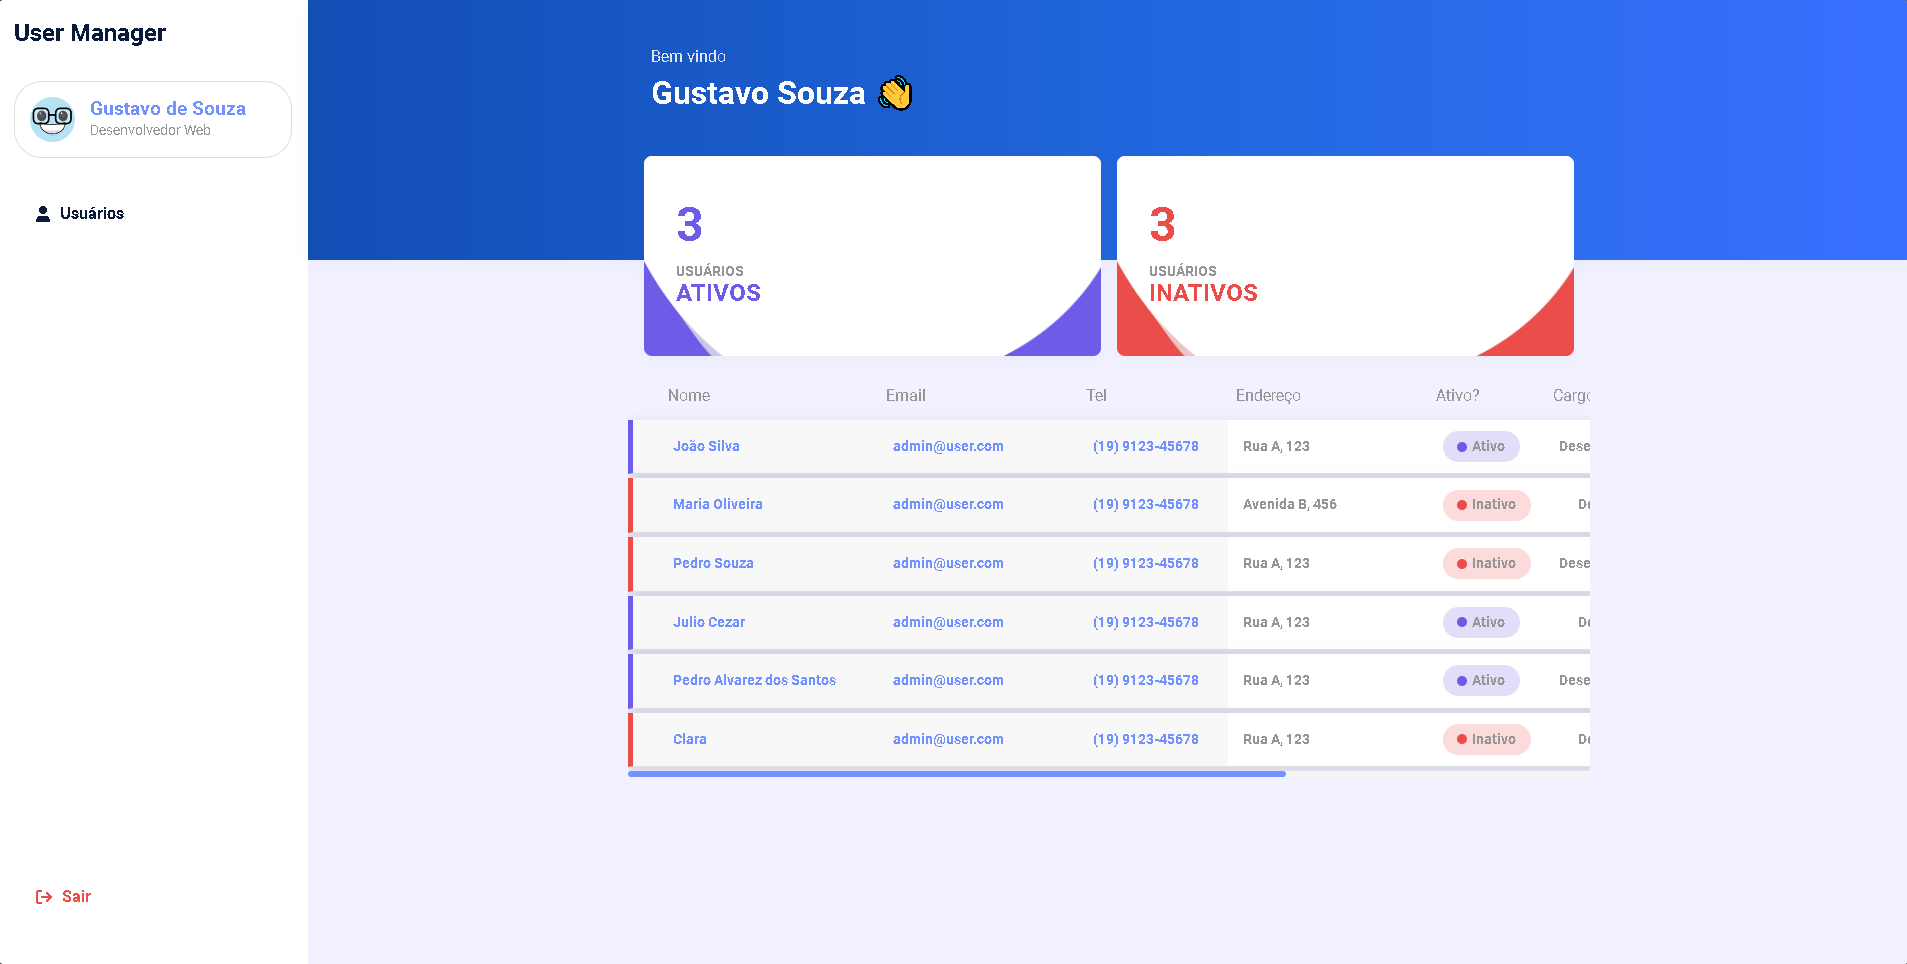 User Manager
Gustavo de Souza
Desenvolvedor Web
Usuários
Sair
Bem vindo
Gustavo Souza
3
USUÁRIOS
ATIVOS
3
USUÁRIOS
INATIVOS
Nome Email Tel Endereço Ativo? Cargo
João Silva admin@user.com (19) 9123-45678 Rua A, 123 Ativo Dese
Maria Oliveira admin@user.com (19) 9123-45678 Avenida B, 456 Inativo De
Pedro Souza admin@user.com (19) 9123-45678 Rua A, 123 Inativo Dese
Julio Cezar admin@user.com (19) 9123-45678 Rua A, 123 Ativo De
Pedro Alvarez dos Santos admin@user.com (19) 9123-45678 Rua A, 123 Ativo Dese
Clara admin@user.com (19) 9123-45678 Rua A, 123 Inativo De